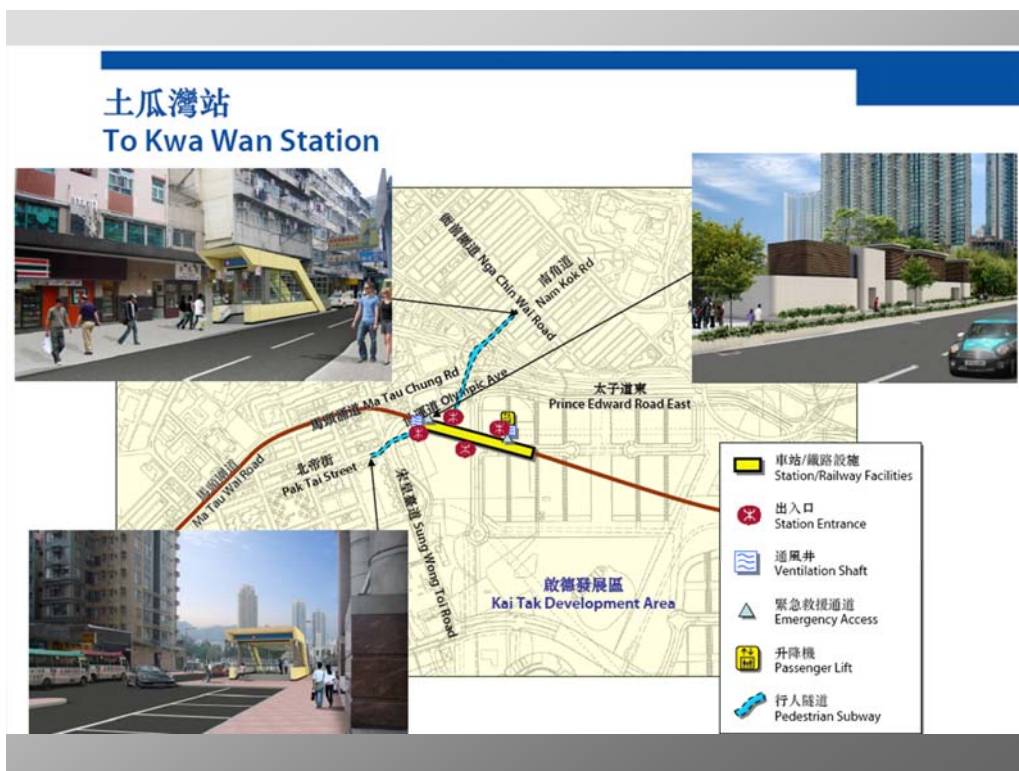 土瓜灣站
To Kwa Wan Station
衙前圍道 Nga Chin Wai Road
南角道
Nam Kok Rd
馬頭涌道 Ma Tau Chung Rd
運道 Olympic Ave
太子道東
Prince Edward Road East
馬頭圍道
Ma Tau Wai Road
北帝街
Pak Tai Street
宋皇臺道 Sung Wong Toi Road
啟德發展區
Kai Tak Development Area
車站/鐵路設施
Station/Railway Facilities
出入口
Station Entrance
通風井
Ventilation Shaft
緊急救援通道
Emergency Access
升降機
Passenger Lift
行人隧道
Pedestrian Subway